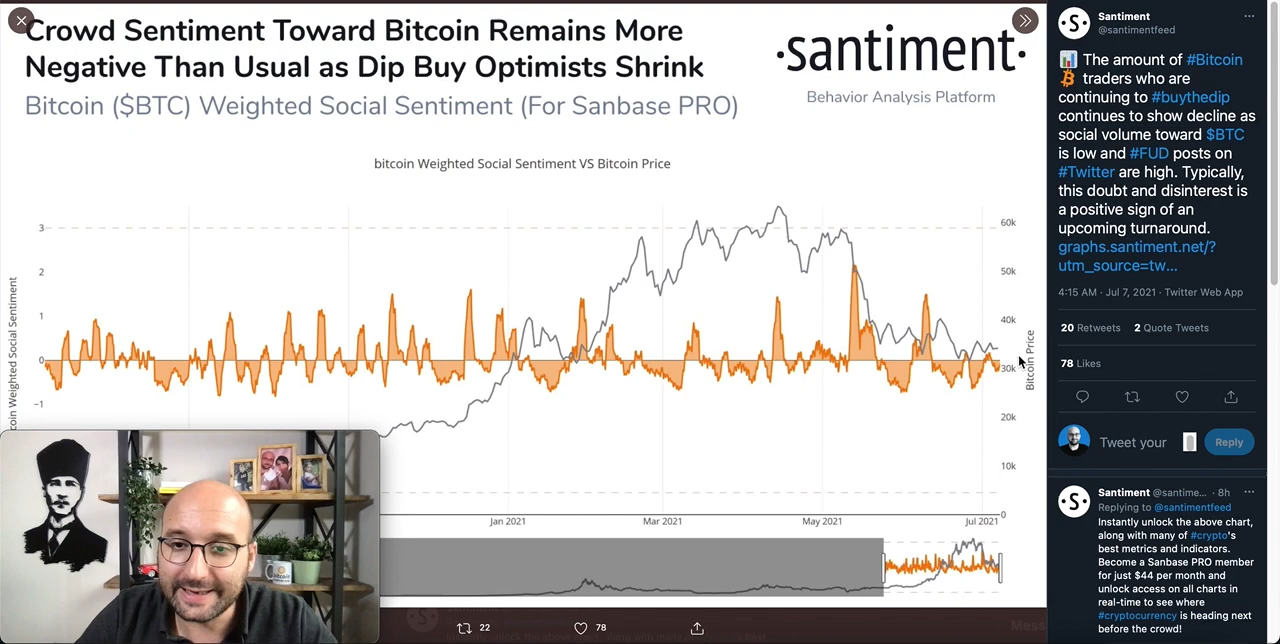 Crowd Sentiment Toward Bitcoin Remains More
Negative Than Usual as Dip Buy Optimists Shrink
Bitcoin ($BTC) Weighted Social Sentiment (For Sanbase PRO)
·santiment·
Behavior Analysis Platform
bitcoin Weighted Social Sentiment VS Bitcoin Price
3
2
1
0
−1
coin Weighted Social Sentiment
60k
50k
40k
30k
20k
10k
0
Bitcoin Price
Jan 2021
Mar 2021
May 2021
Jul 2021
22
78
Santiment
@santimentfeed
The amount of #Bitcoin
traders who are
continuing to #buythedip
continues to show decline as
social volume toward $BTC
is low and #FUD posts on
#Twitter are high. Typically,
this doubt and disinterest is
a positive sign of an
upcoming turnaround.
graphs.santiment.net/?
utm_source=tw...
4:15 AM · Jul 7, 2021 · Twitter Web App
20 Retweets 2 Quote Tweets
78 Likes
Tweet your
Reply
Santiment @santime... · 8h
Replying to @santimentfeed
Instantly unlock the above chart,
along with many of #crypto's
best metrics and indicators.
Become a Sanbase PRO member
for just $44 per month and
unlock access on all charts in
real-time to see where
#cryptocurrency is heading next
before the crowd!